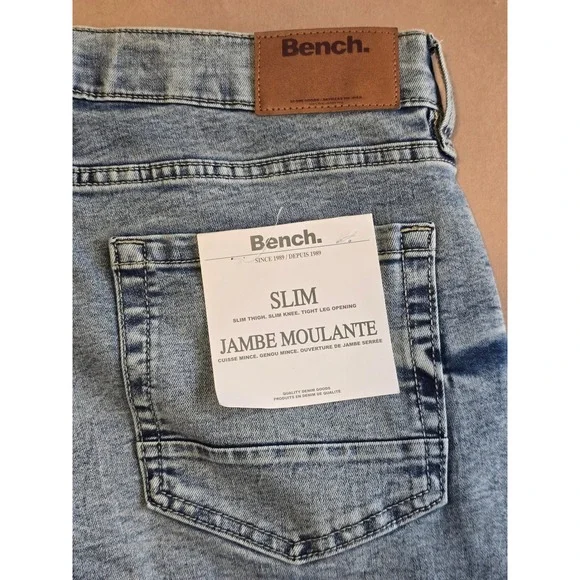 Bench.
Bench.
SINCE 1989 / DEPUIS 1989
SLIM
SLIM THIGH. SLIM KNEE. TIGHT LEG OPENING
JAMBE MOULANTE
CUISSE MINCE. GENOU MINCE. OUVERTURE DE JAMBE SERRÉE
QUALITY DENIM GOODS
PRODUITS EN DENIM DE QUALITÉ